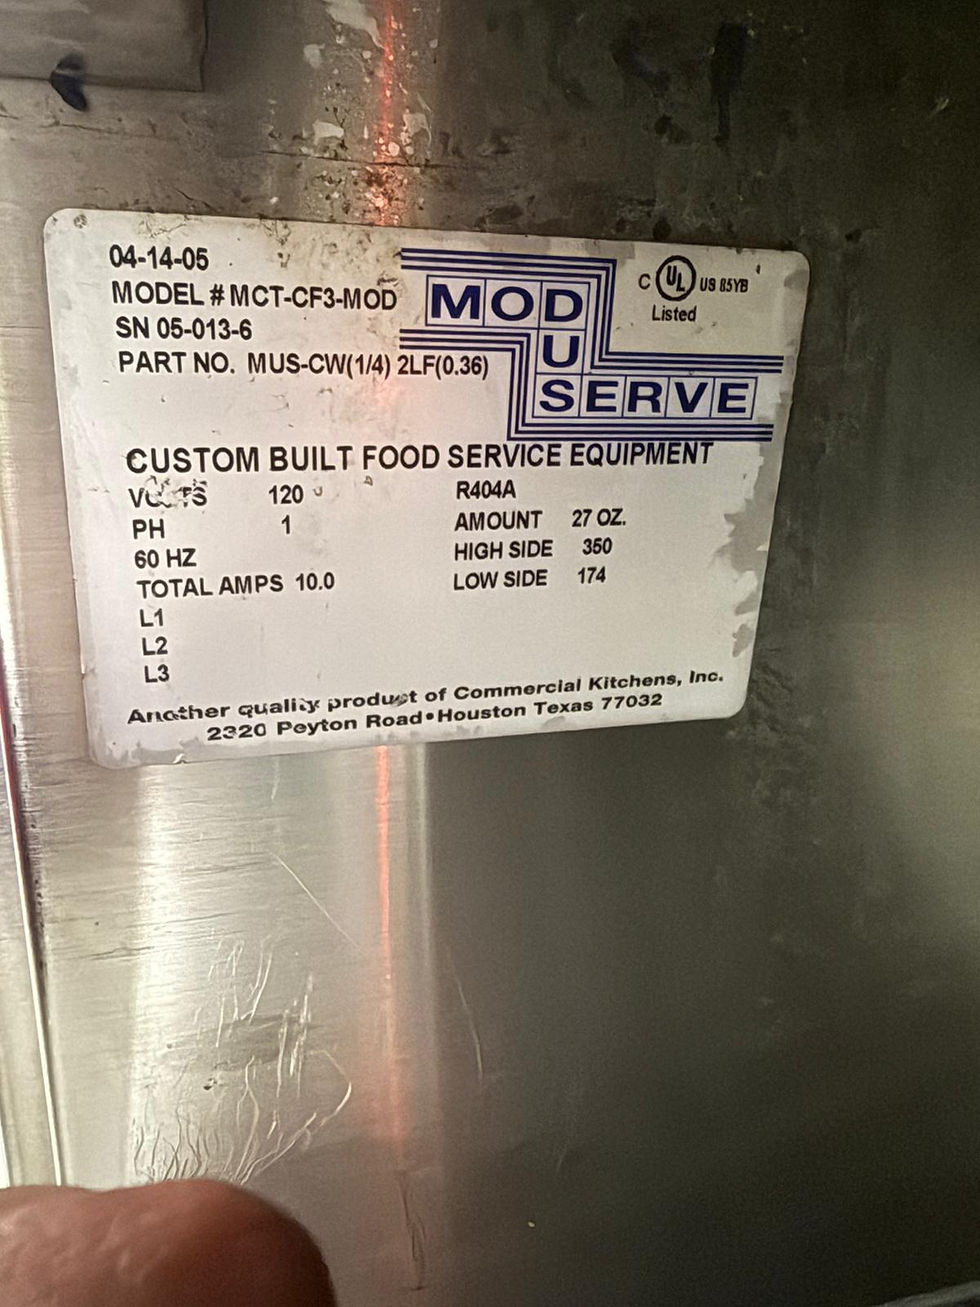 04-14-05
MODEL # MCT-CF3-MOD
SN 05-013-6
PART NO. MUS-CW(1/4) 2LF(0.36)
MOD
U
SERVE
C UL US 85YB
Listed
CUSTOM BUILT FOOD SERVICE EQUIPMENT
VOLTS 120
PH 1
60 HZ
TOTAL AMPS 10.0
L1
L2
L3
R404A
AMOUNT 27 OZ.
HIGH SIDE 350
LOW SIDE 174
Another quality product of Commercial Kitchens, Inc.
2320 Peyton Road•Houston Texas 77032